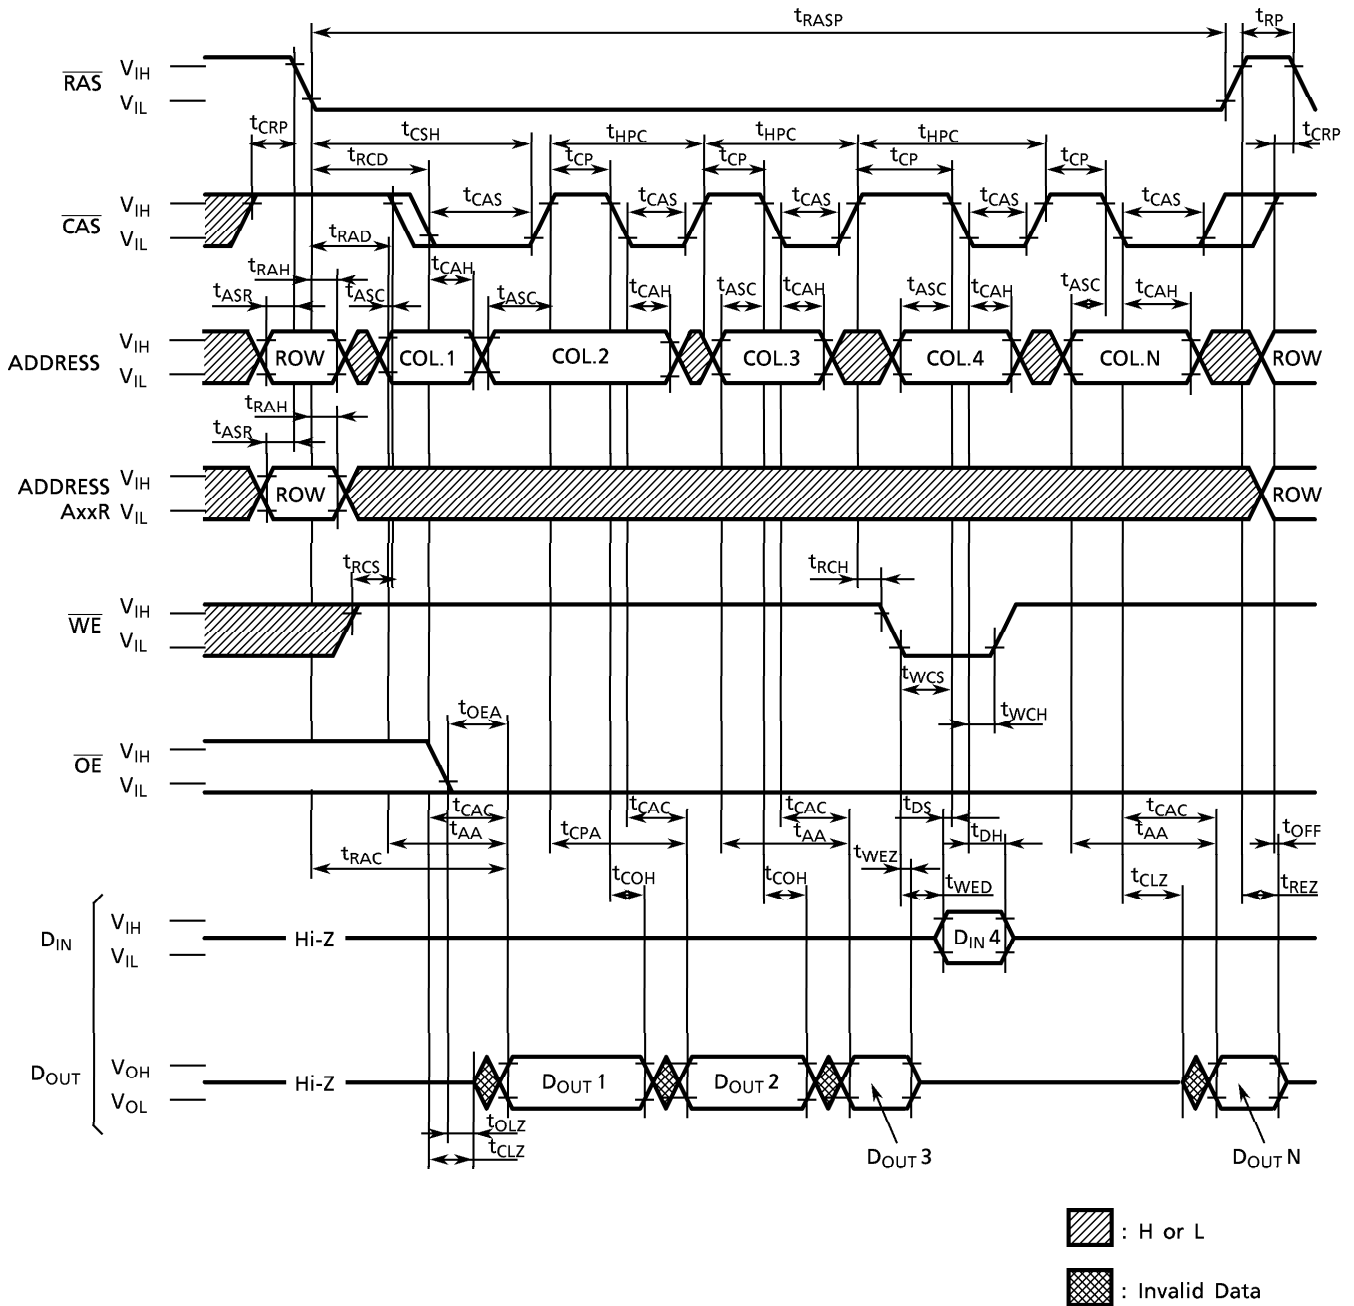 tRASP tRP
RAS VIH
VIL
tCRP tCSH tHPC tHPC tHPC tCRP
tRCD tCP tCP tCP tCP
CAS VIH
VIL
tCAS tCAS tCAS tCAS tCAS
tRAD
tRAH tCAH
tASR tASC tASC tCAH tASC tCAH tASC tCAH tASC tCAH
ADDRESS VIH
VIL
ROW COL.1 COL.2 COL.3 COL.4 COL.N ROW
tRAH
tASR
ADDRESS VIH
AxxR VIL
ROW ROW
tRCS tRCH
WE VIH
VIL
tWCS
tOEA tWCH
OE VIH
VIL
tCAC tCAC tCAC tDS tCAC
tAA tCPA tAA tDH tAA tOFF
tRAC tWEZ
tCOH tCOH tWED tCLZ tREZ
DIN VIH
VIL
Hi-Z DIN 4
DOUT VOH
VOL
Hi-Z DOUT 1 DOUT 2
tOLZ
tCLZ
DOUT 3 DOUT N
: H or L
: Invalid Data